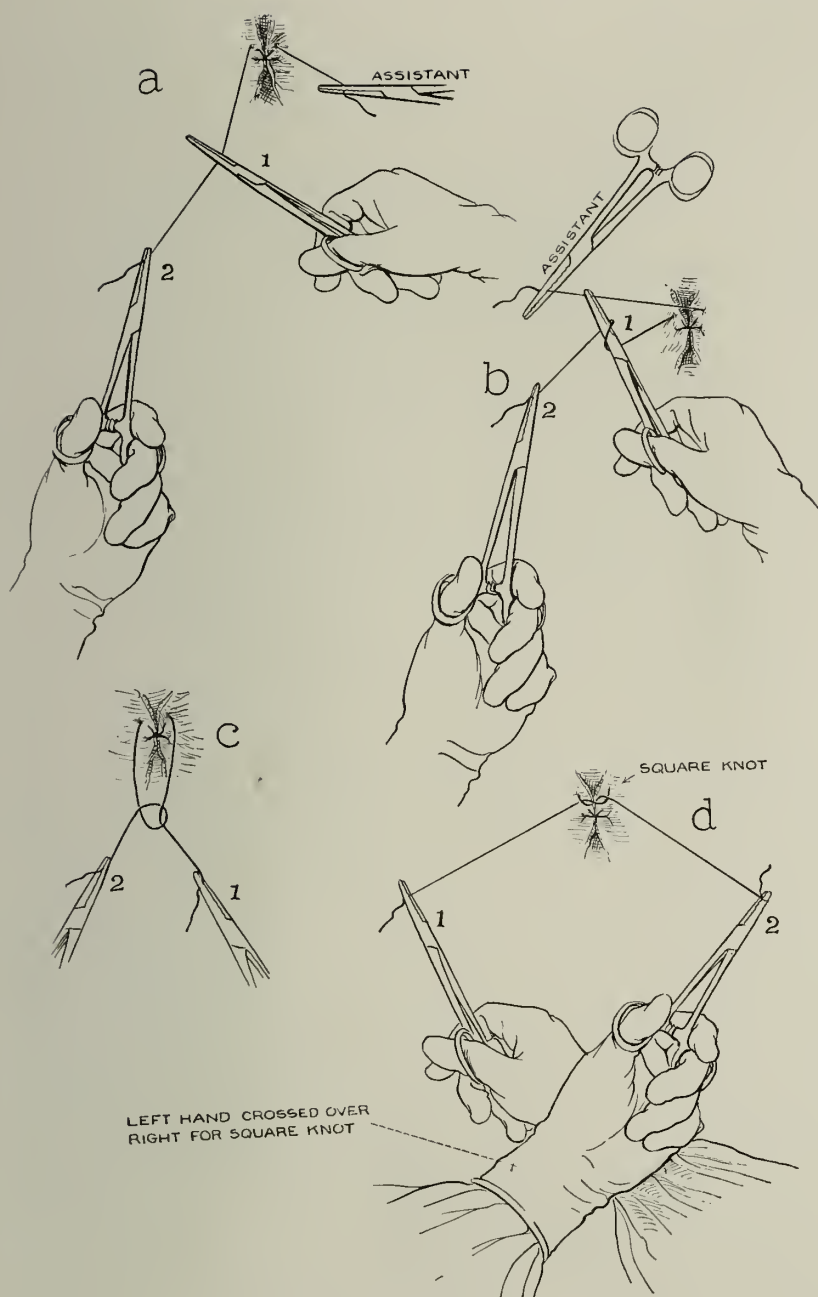 a
ASSISTANT
1
2
ASSISTANT
1
b
2
c
2
1
SQUARE KNOT
d
1
2
LEFT HAND CROSSED OVER
RIGHT FOR SQUARE KNOT